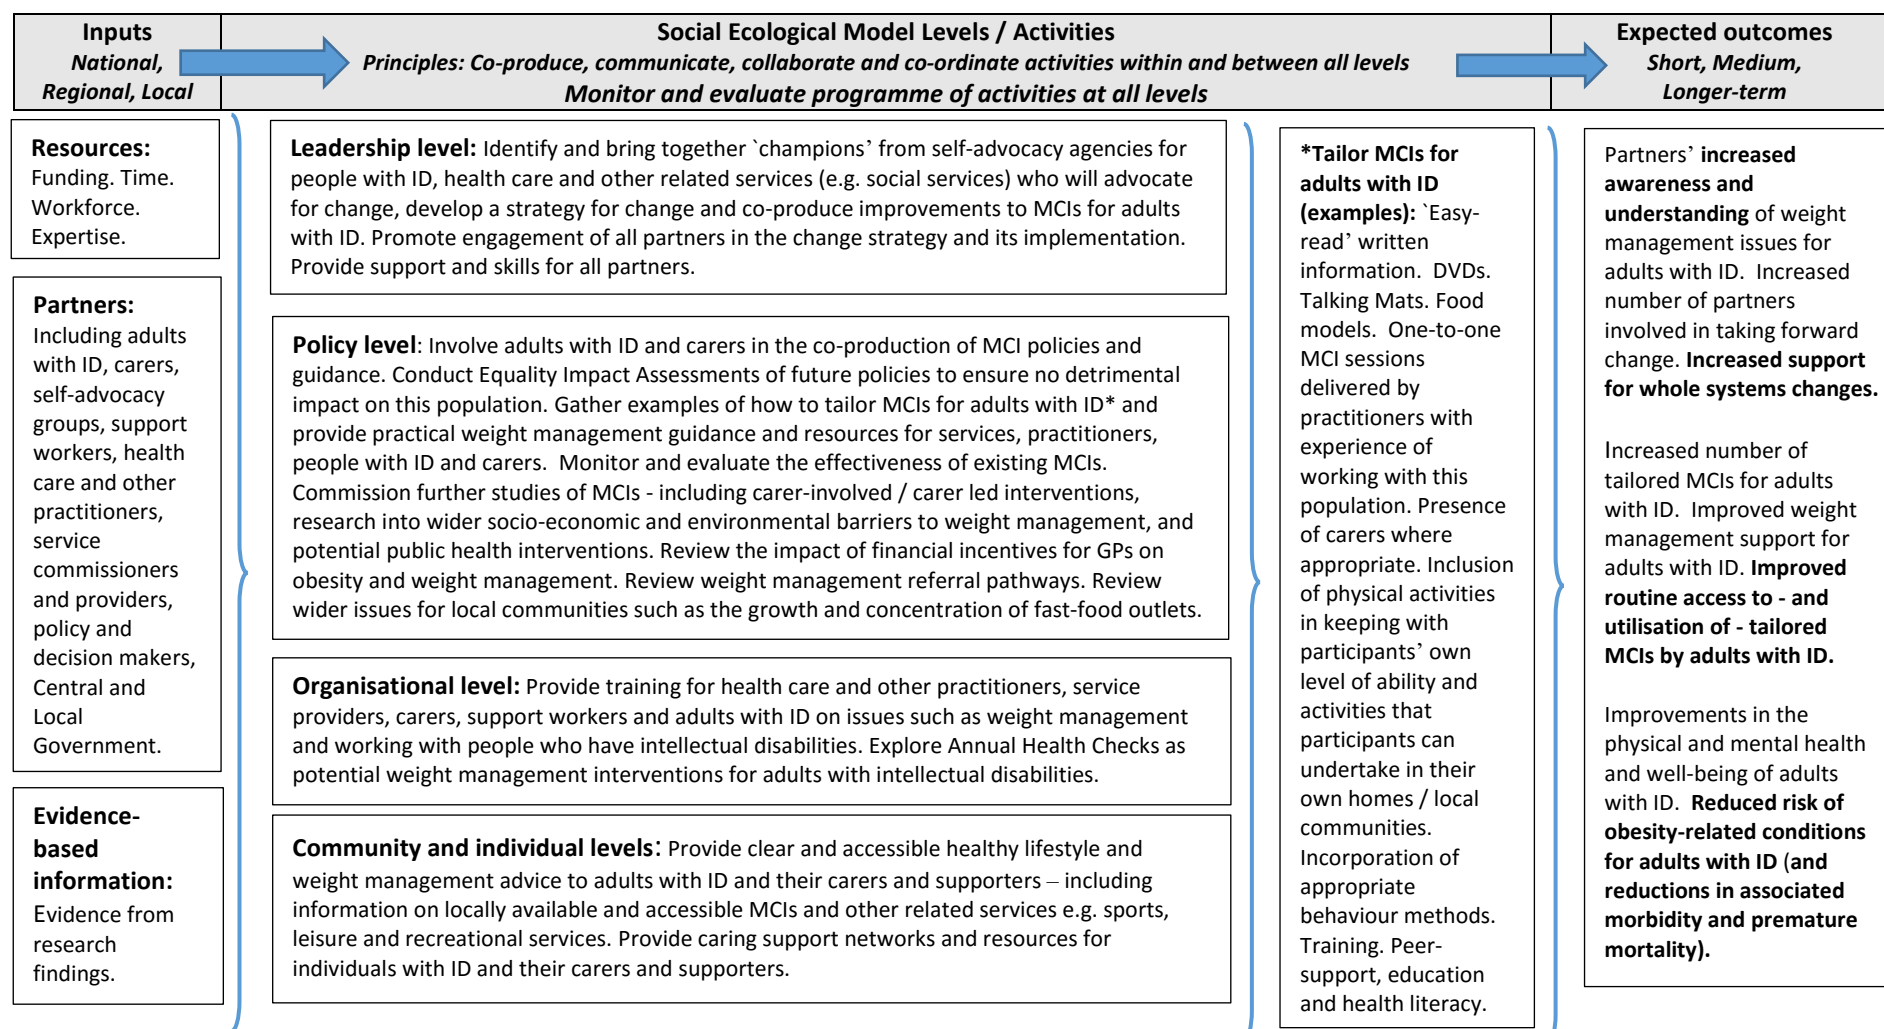 Inputs
National,
Regional, Local
Social Ecological Model Levels / Activities
Principles: Co-produce, communicate, collaborate and co-ordinate activities within and between all levels
Monitor and evaluate programme of activities at all levels
Expected outcomes
Short, Medium,
Longer-term
Resources:
Funding. Time.
Workforce.
Expertise.
Partners:
Including adults
with ID, carers,
self-advocacy
groups, support
workers, health
care and other
practitioners,
service
commissioners
and providers,
policy and
decision makers,
Central and
Local
Government.
Evidence-
based
information:
Evidence from
research
findings.
Leadership level: Identify and bring together `champions’ from self-advocacy agencies for
people with ID, health care and other related services (e.g. social services) who will advocate
for change, develop a strategy for change and co-produce improvements to MCIs for adults
with ID. Promote engagement of all partners in the change strategy and its implementation.
Provide support and skills for all partners.
Policy level: Involve adults with ID and carers in the co-production of MCI policies and
guidance. Conduct Equality Impact Assessments of future policies to ensure no detrimental
impact on this population. Gather examples of how to tailor MCIs for adults with ID* and
provide practical weight management guidance and resources for services, practitioners,
people with ID and carers.  Monitor and evaluate the effectiveness of existing MCIs.
Commission further studies of MCIs - including carer-involved / carer led interventions,
research into wider socio-economic and environmental barriers to weight management, and
potential public health interventions. Review the impact of financial incentives for GPs on
obesity and weight management. Review weight management referral pathways. Review
wider issues for local communities such as the growth and concentration of fast-food outlets.
Organisational level: Provide training for health care and other practitioners, service
providers, carers, support workers and adults with ID on issues such as weight management
and working with people who have intellectual disabilities. Explore Annual Health Checks as
potential weight management interventions for adults with intellectual disabilities.
Community and individual levels: Provide clear and accessible healthy lifestyle and
weight management advice to adults with ID and their carers and supporters – including
information on locally available and accessible MCIs and other related services e.g. sports,
leisure and recreational services. Provide caring support networks and resources for
individuals with ID and their carers and supporters.
*Tailor MCIs for
adults with ID
(examples): `Easy-
read’ written
information.  DVDs.
Talking Mats. Food
models.  One-to-one
MCI sessions
delivered by
practitioners with
experience of
working with this
population. Presence
of carers where
appropriate. Inclusion
of physical activities
in keeping with
participants’ own
level of ability and
activities that
participants can
undertake in their
own homes / local
communities.
Incorporation of
appropriate
behaviour methods.
Training. Peer-
support, education
and health literacy.
Partners’ increased
awareness and
understanding of weight
management issues for
adults with ID.  Increased
number of partners
involved in taking forward
change. Increased support
for whole systems changes.
Increased number of
tailored MCIs for adults
with ID.  Improved weight
management support for
adults with ID. Improved
routine access to - and
utilisation of - tailored
MCIs by adults with ID.
Improvements in the
physical and mental health
and well-being of adults
with ID.  Reduced risk of
obesity-related conditions
for adults with ID (and
reductions in associated
morbidity and premature
mortality).